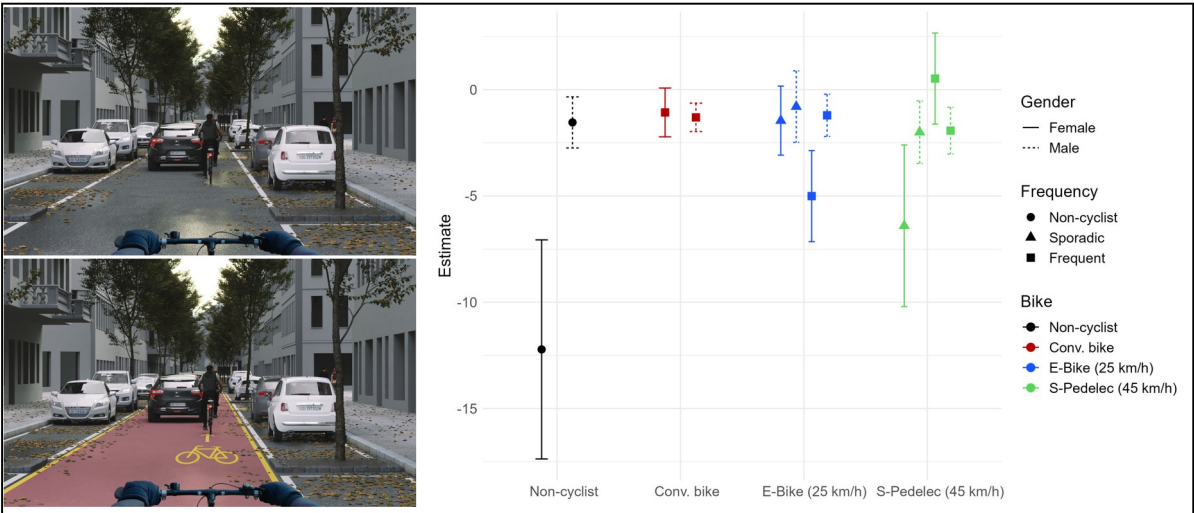 Estimate
0
-5
-10
-15
Non-cyclist
Conv. bike
E-Bike (25 km/h)
S-Pedelec (45 km/h)
Gender
Female
Male
Frequency
Non-cyclist
Sporadic
Frequent
Bike
Non-cyclist
Conv. bike
E-Bike (25 km/h)
S-Pedelec (45 km/h)